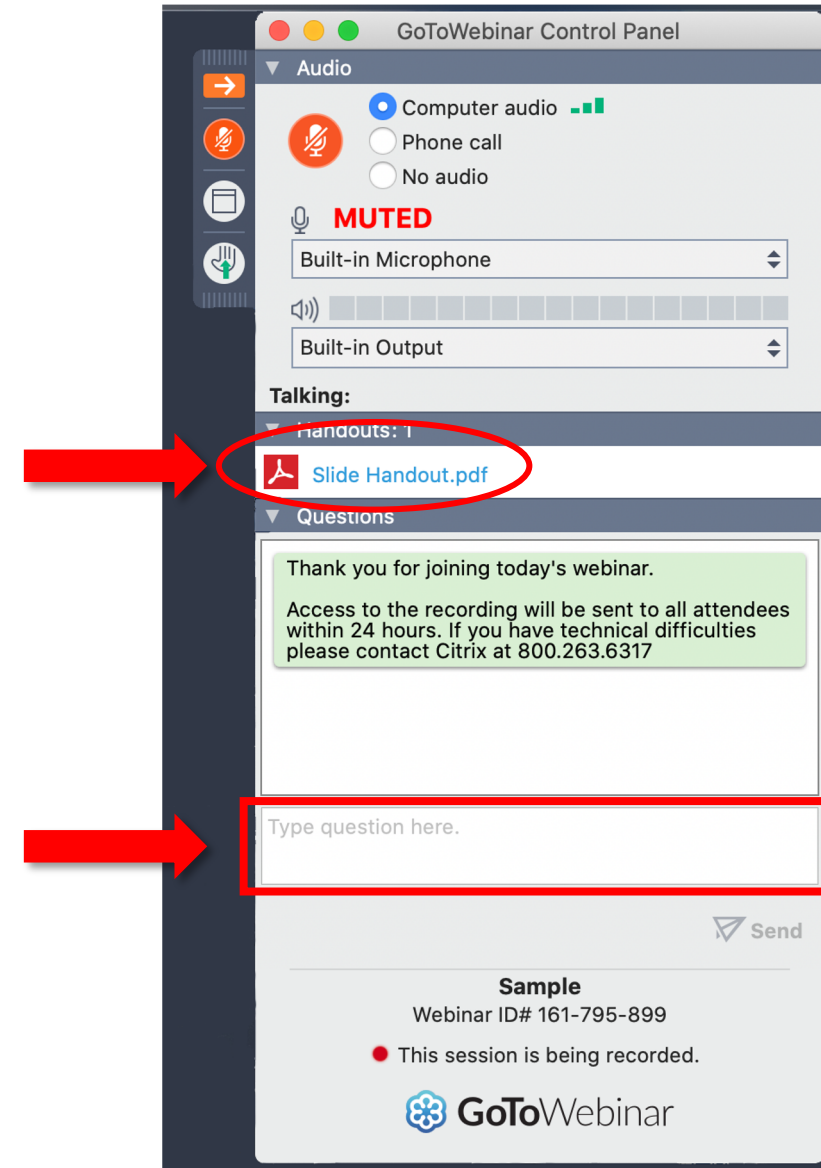 GoToWebinar Control Panel
Audio
Computer audio
Phone call
No audio
MUTED
Built-in Microphone
Built-in Output
Talking:
Handouts: 1
Slide Handout.pdf
Questions
Thank you for joining today's webinar.
Access to the recording will be sent to all attendees
within 24 hours. If you have technical difficulties
please contact Citrix at 800.263.6317
Type question here.
Send
Sample
Webinar ID# 161-795-899
This session is being recorded.
GoToWebinar